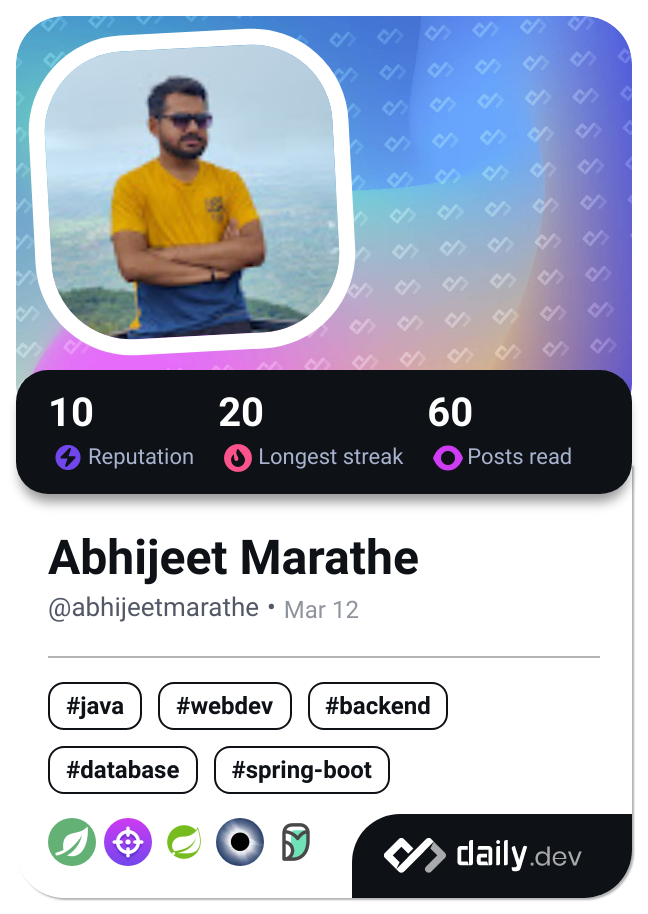 10 20 60
Reputation Longest streak Posts read
Abhijeet Marathe
@abhijeetmarathe • Mar 12
#java #webdev #backend
#database #spring-boot
daily.dev